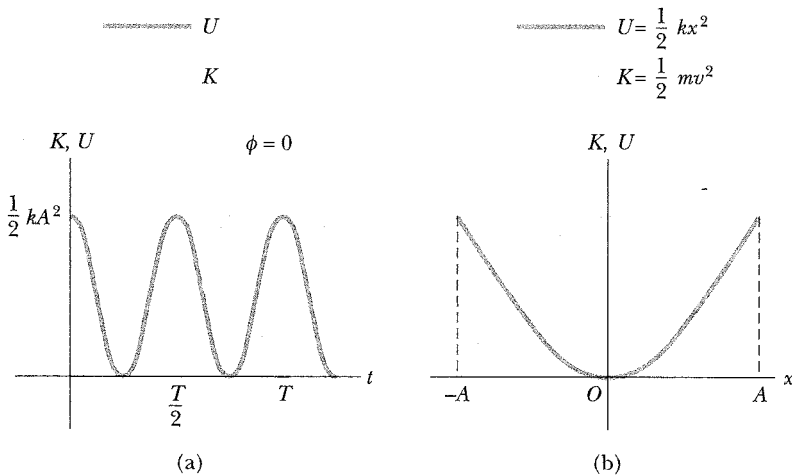 U
K
K, U
ϕ = 0
½ kA²
T/2
T
t
(a)
U = ½ kx²
K = ½ mv²
K, U
−A
O
A
x
(b)